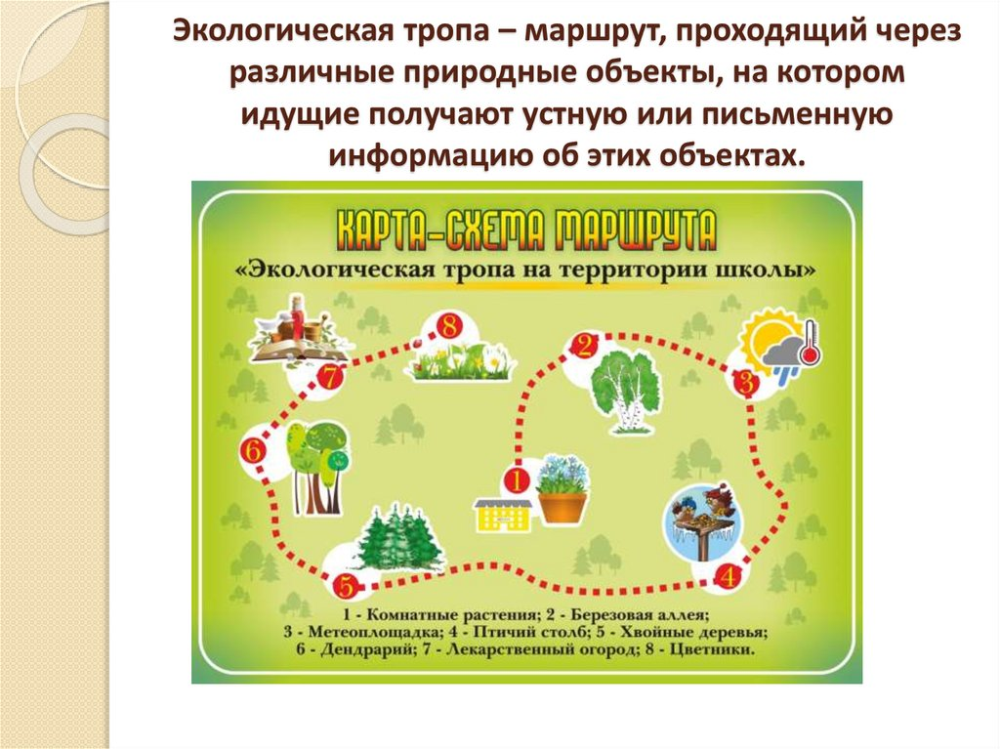 Экологическая тропа – маршрут, проходящий через
различные природные объекты, на котором
идущие получают устную или письменную
информацию об этих объектах.
КАРТА-СХЕМА МАРШРУТА
«Экологическая тропа на территории школы»
8
2
7
3
6
1
4
5
1 - Комнатные растения; 2 - Березовая аллея;
3 - Метеоплощадка; 4 - Птичий столб; 5 - Хвойные деревья;
6 - Дендрарий; 7 - Лекарственный огород; 8 - Цветники.